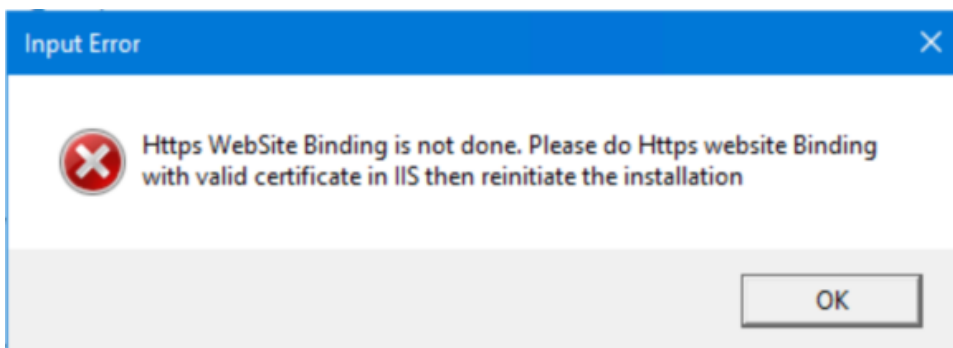 Input Error
Https WebSite Binding is not done. Please do Https website Binding
with valid certificate in IIS then reinitiate the installation
OK